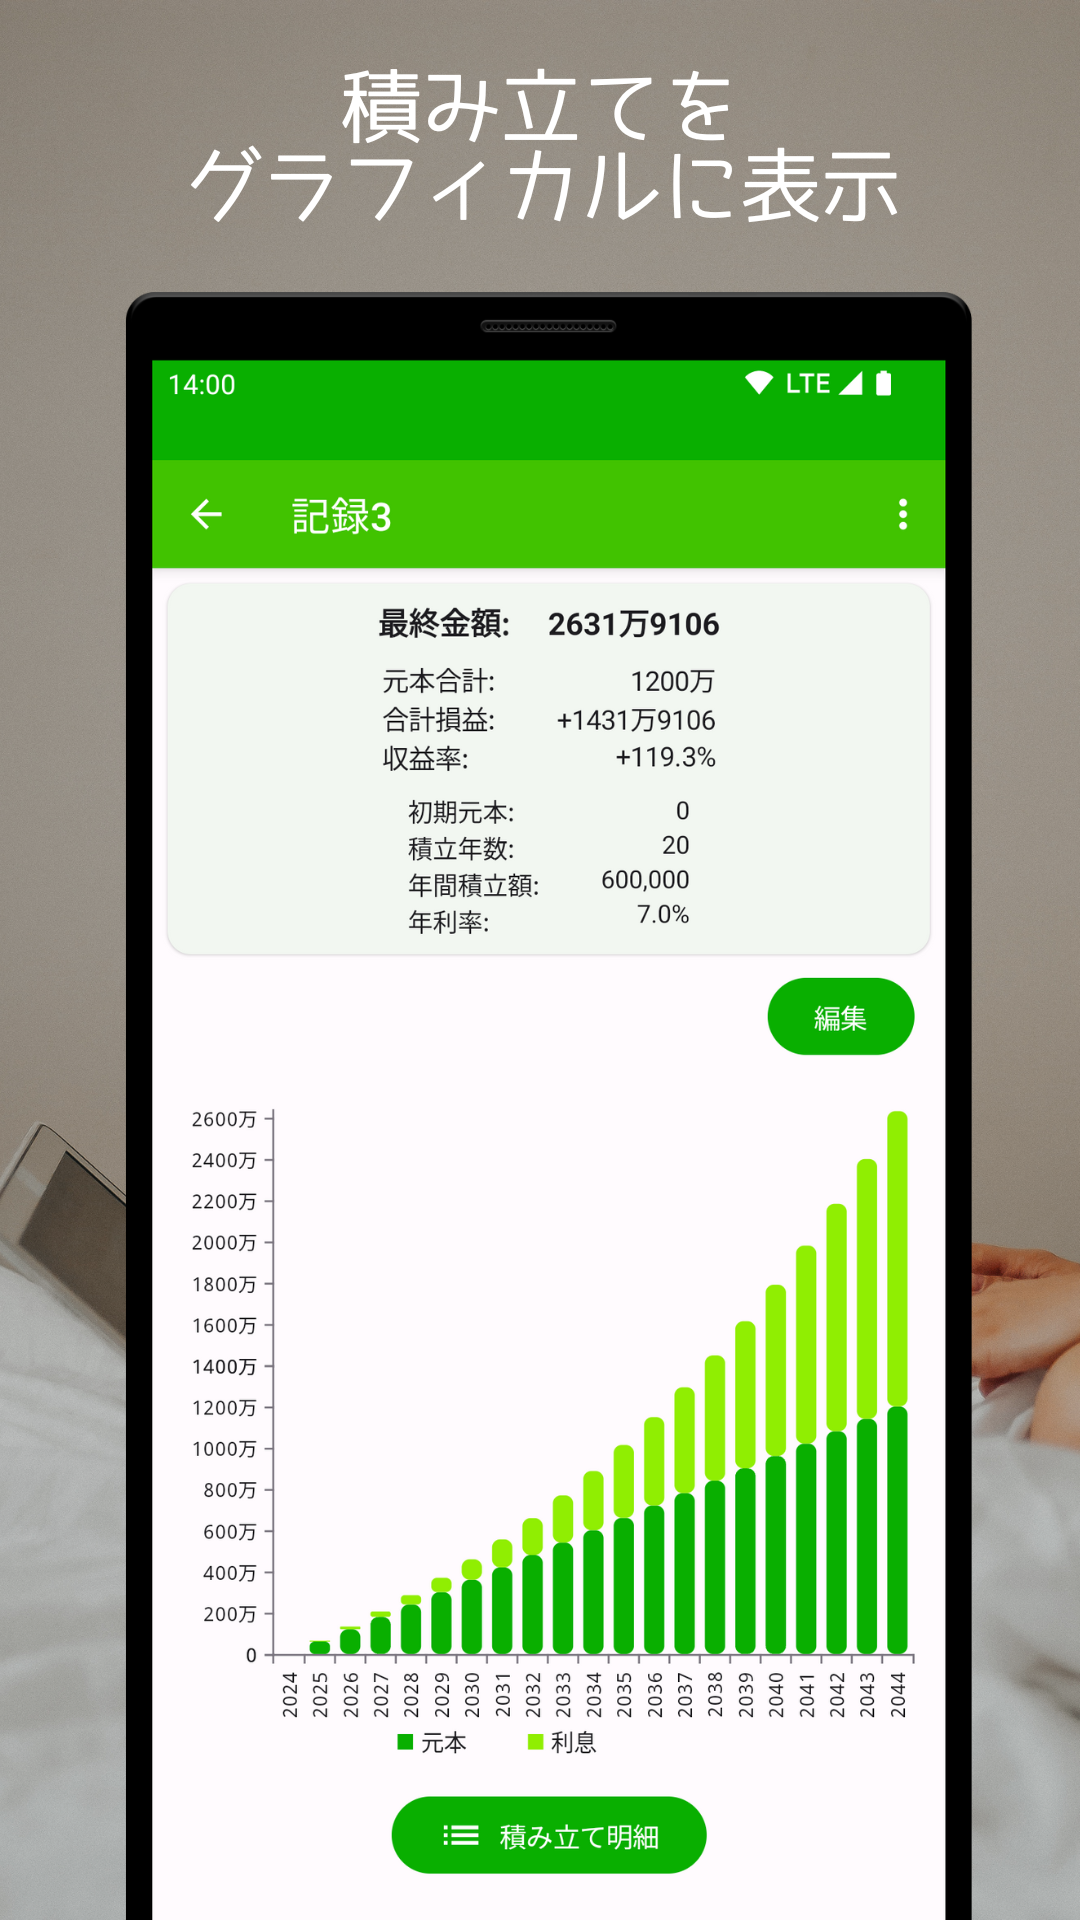 積み立てを
グラフィカルに表示
14:00 LTE
記録3
最終金額: 2631万9106
元本合計: 1200万
合計損益: +1431万9106
収益率: +119.3%
初期元本: 0
積立年数: 20
年間積立額: 600,000
年利率: 7.0%
編集
2600万
2400万
2200万
2000万
1800万
1600万
1400万
1200万
1000万
800万
600万
400万
200万
0
2024 2025 2026 2027 2028 2029 2030 2031 2032 2033 2034 2035 2036 2037 2038 2039 2040 2041 2042 2043 2044
元本 利息
積み立て明細